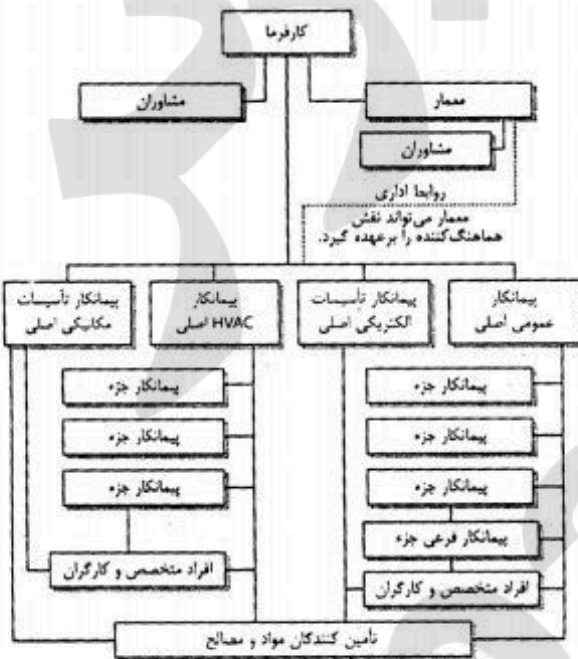 کارفرما
معمار
مشاوران
مشاوران
روابط اداری
معمار می‌تواند نقش
هماهنگ‌کننده را برعهده گیرد.
پیمانکار
عمومی اصلی
پیمانکار تأسیسات
الکتریکی اصلی
پیمانکار
HVAC اصلی
پیمانکار تأسیسات
مکانیکی اصلی
پیمانکار جزء
پیمانکار جزء
پیمانکار جزء
پیمانکار فرعی جزء
افراد متخصص و کارگران
پیمانکار جزء
پیمانکار جزء
پیمانکار جزء
افراد متخصص و کارگران
تأمین کنندگان مواد و مصالح